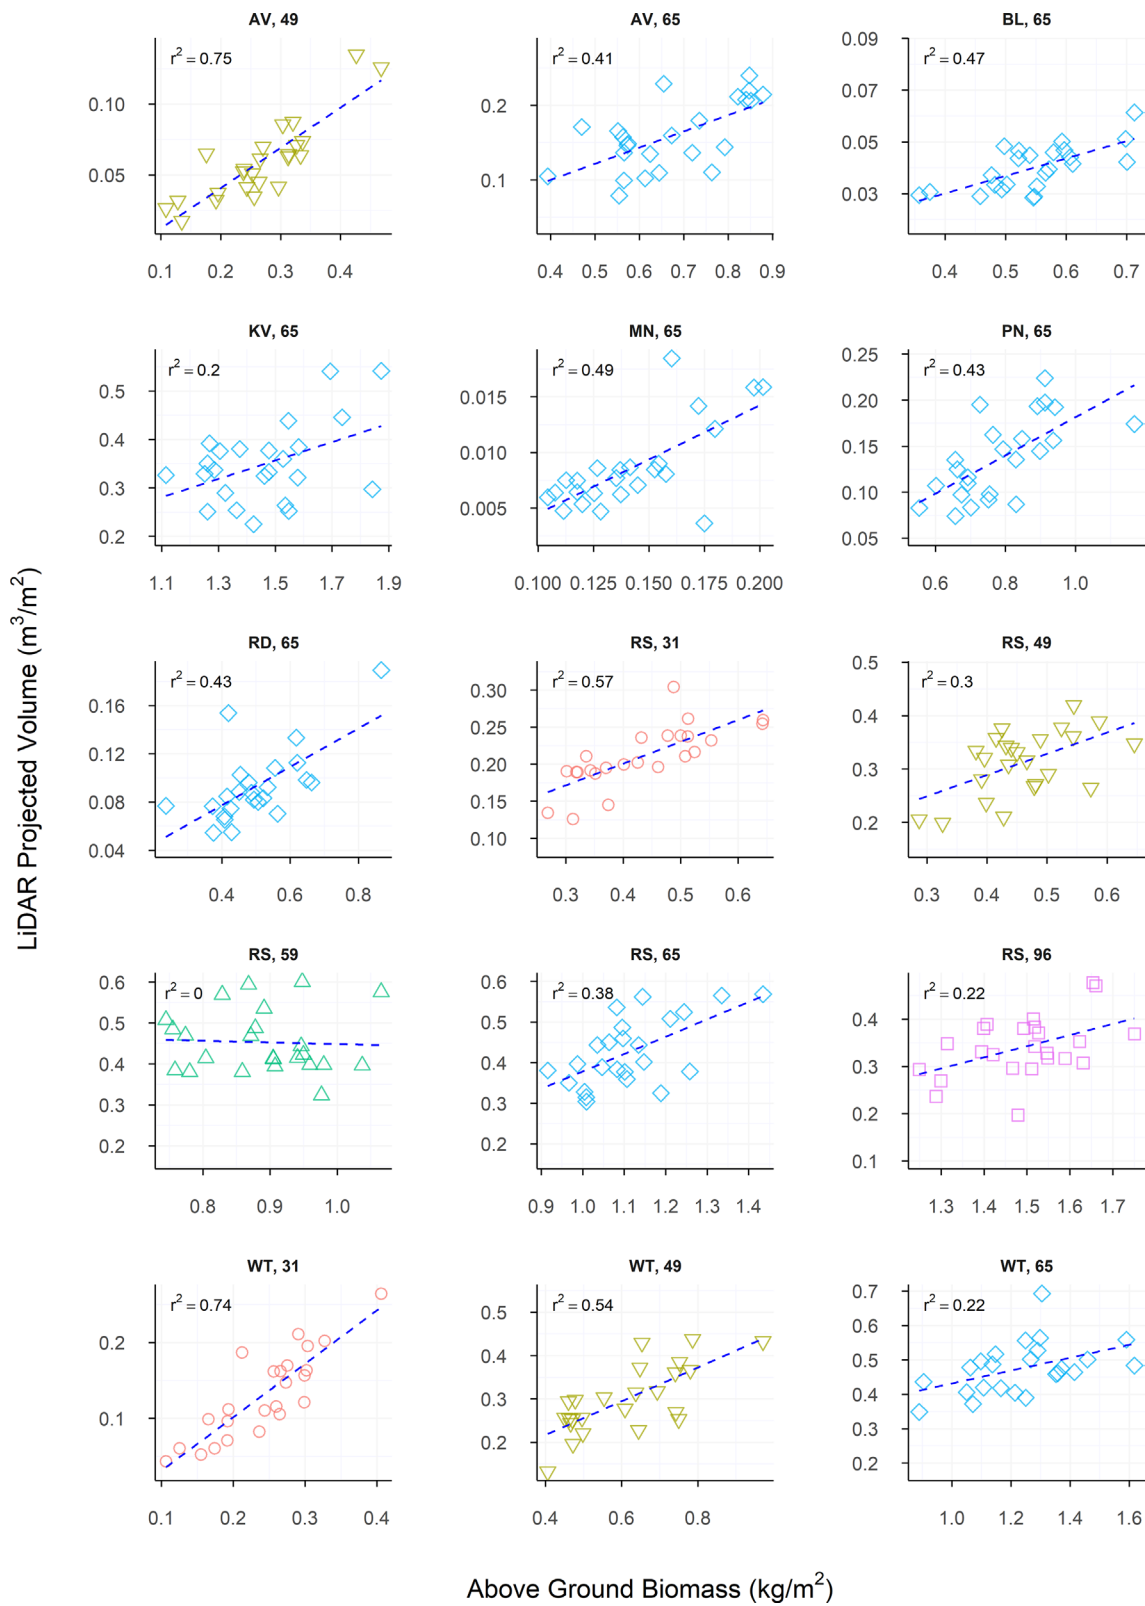 AV, 49
AV, 65
BL, 65
r² = 0.75
r² = 0.41
r² = 0.47
0.10
0.05
0.2
0.1
0.09
0.07
0.05
0.03
0.1 0.2 0.3 0.4
0.4 0.5 0.6 0.7 0.8 0.9
0.4 0.5 0.6 0.7
KV, 65
MN, 65
PN, 65
r² = 0.2
r² = 0.49
r² = 0.43
0.5
0.4
0.3
0.2
0.015
0.010
0.005
0.25
0.20
0.15
0.10
0.05
1.1 1.3 1.5 1.7 1.9
0.100 0.125 0.150 0.175 0.200
0.6 0.8 1.0
LiDAR Projected Volume (m³/m²)
RD, 65
RS, 31
RS, 49
r² = 0.43
r² = 0.57
r² = 0.3
0.16
0.12
0.08
0.04
0.30
0.25
0.20
0.15
0.10
0.5
0.4
0.3
0.2
0.4 0.6 0.8
0.3 0.4 0.5 0.6
0.3 0.4 0.5 0.6
RS, 59
RS, 65
RS, 96
r² = 0
r² = 0.38
r² = 0.22
0.6
0.5
0.4
0.3
0.2
0.6
0.5
0.4
0.3
0.2
0.4
0.3
0.2
0.1
0.8 0.9 1.0
0.9 1.0 1.1 1.2 1.3 1.4
1.3 1.4 1.5 1.6 1.7
WT, 31
WT, 49
WT, 65
r² = 0.74
r² = 0.54
r² = 0.22
0.2
0.1
0.5
0.4
0.3
0.2
0.7
0.6
0.5
0.4
0.3
0.2
0.1 0.2 0.3 0.4
0.4 0.6 0.8
1.0 1.2 1.4 1.6
Above Ground Biomass (kg/m²)